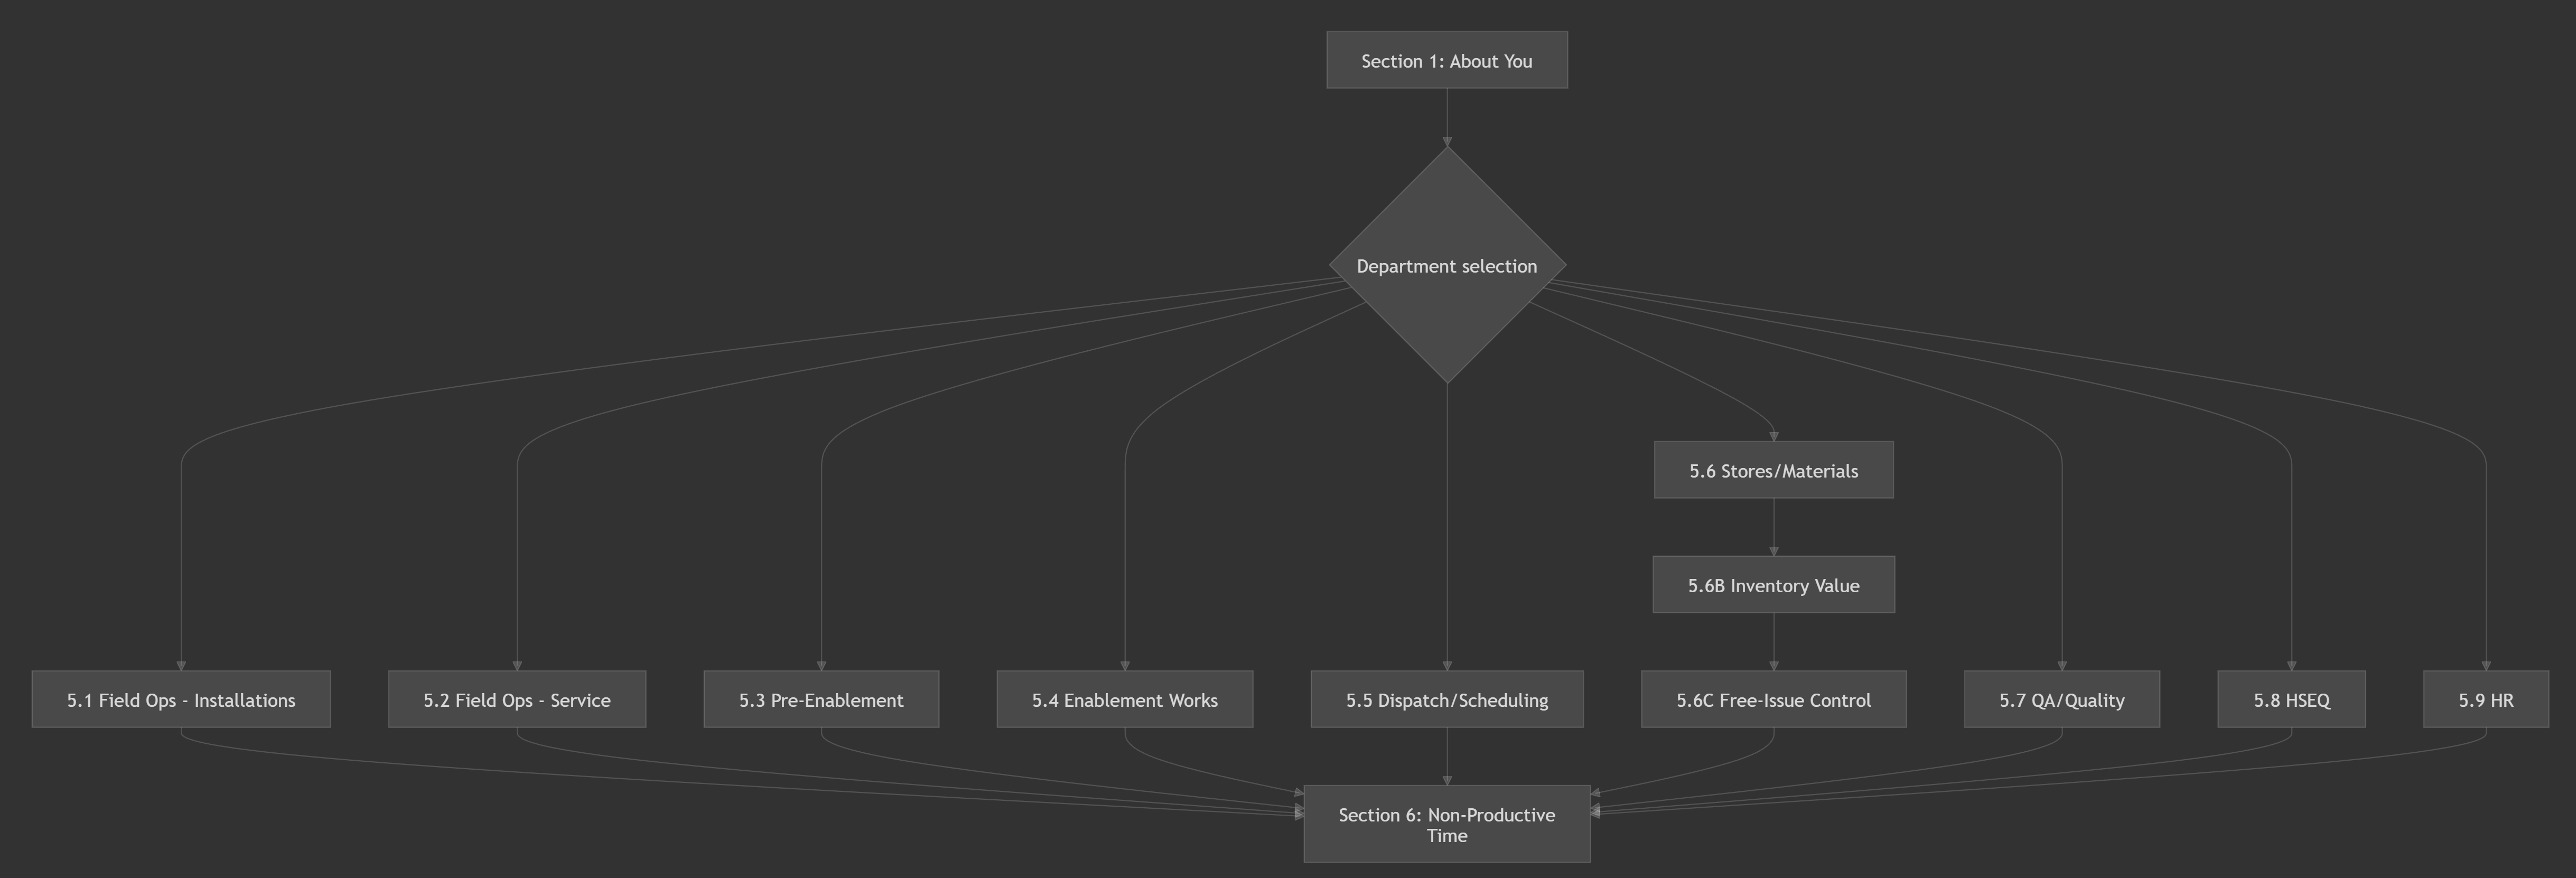 Section 1: About You
Department selection
5.6 Stores/Materials
5.6B Inventory Value
5.1 Field Ops - Installations
5.2 Field Ops - Service
5.3 Pre-Enablement
5.4 Enablement Works
5.5 Dispatch/Scheduling
5.6C Free-Issue Control
5.7 QA/Quality
5.8 HSEQ
5.9 HR
Section 6: Non-Productive
Time